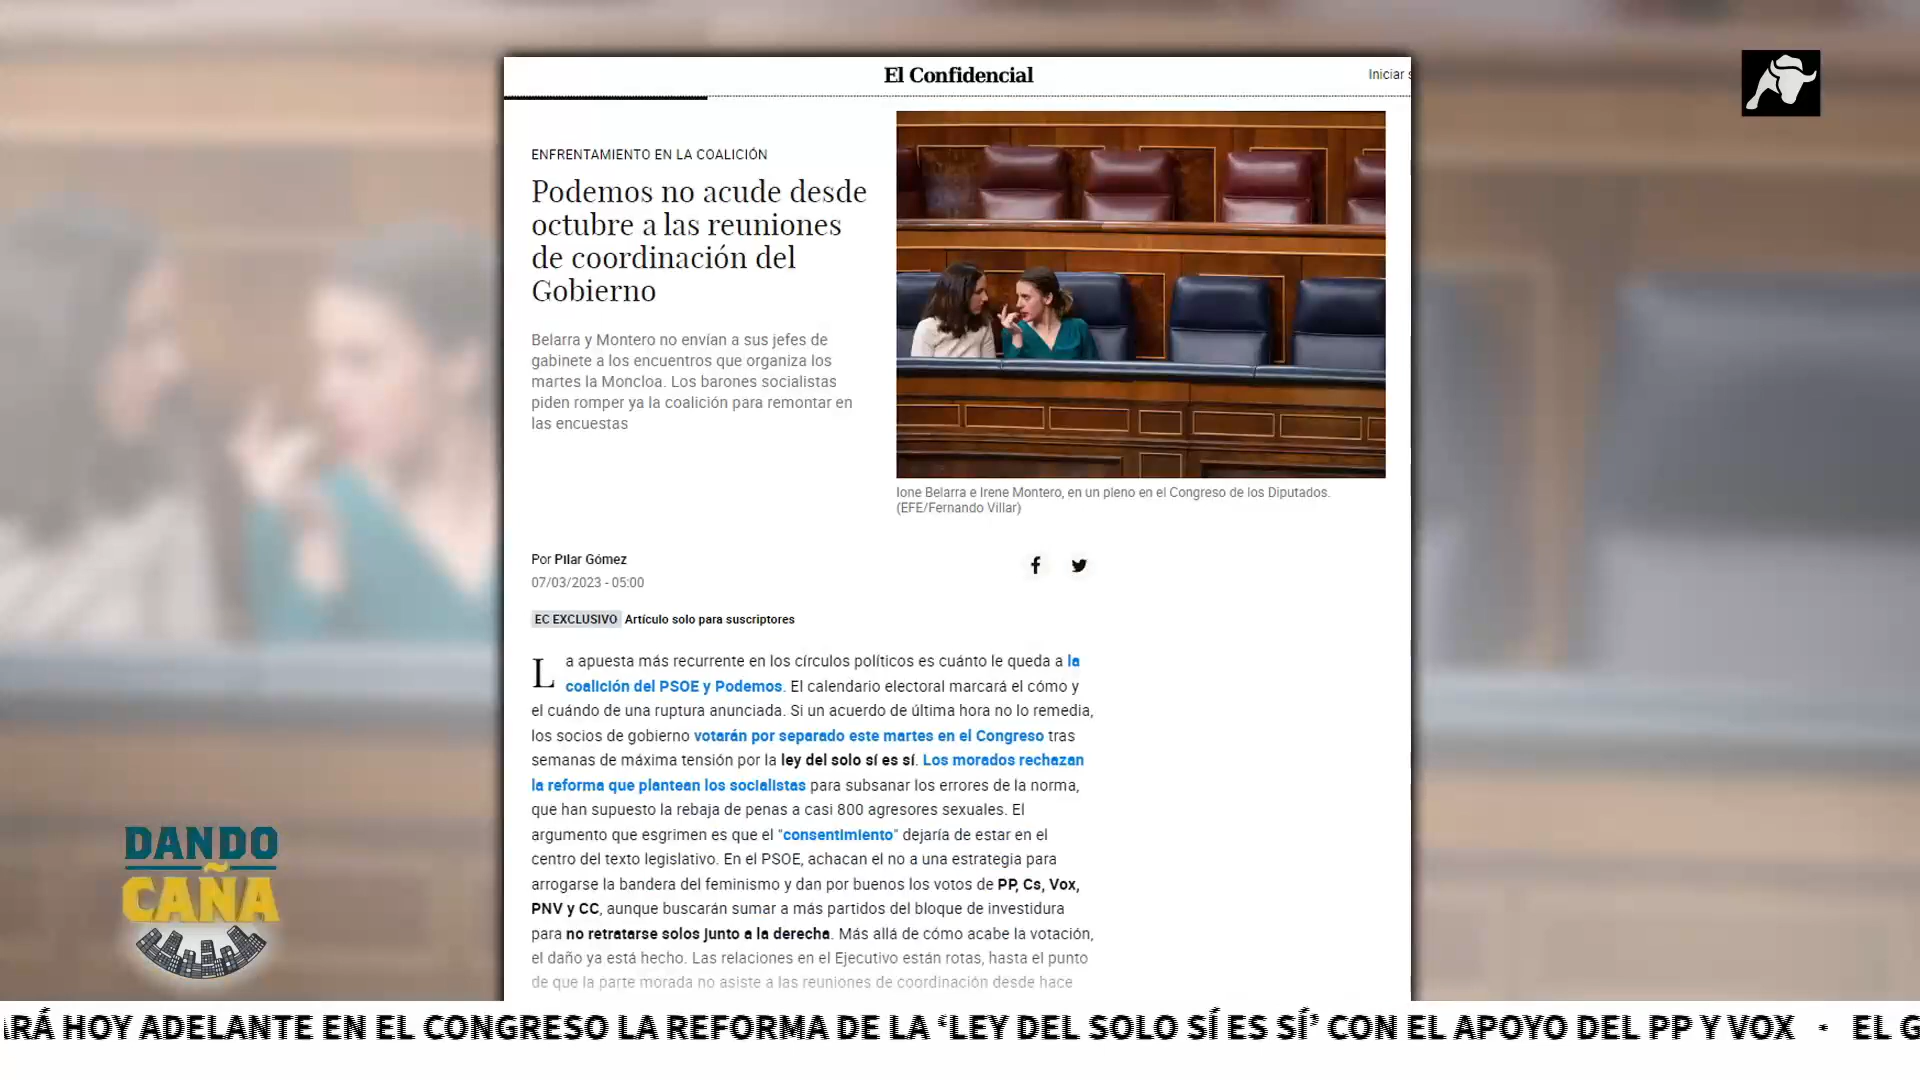 El Confidencial
Iniciar
ENFRENTAMIENTO EN LA COALICIÓN
Podemos no acude desde
octubre a las reuniones
de coordinación del
Gobierno
Belarra y Montero no envían a sus jefes de
gabinete a los encuentros que organiza los
martes la Moncloa. Los barones socialistas
piden romper ya la coalición para remontar en
las encuestas
Ione Belarra e Irene Montero, en un pleno en el Congreso de los Diputados.
(EFE/Fernando Villar)
Por Pilar Gómez
07/03/2023 - 05:00
EC EXCLUSIVO Artículo solo para suscriptores
La apuesta más recurrente en los círculos políticos es cuánto le queda a la
coalición del PSOE y Podemos. El calendario electoral marcará el cómo y
el cuándo de una ruptura anunciada. Si un acuerdo de última hora no lo remedia,
los socios de gobierno votarán por separado este martes en el Congreso tras
semanas de máxima tensión por la ley del solo sí es sí. Los morados rechazan
la reforma que plantean los socialistas para subsanar los errores de la norma,
que han supuesto la rebaja de penas a casi 800 agresores sexuales. El
argumento que esgrimen es que el "consentimiento" dejaría de estar en el
centro del texto legislativo. En el PSOE, achacan el no a una estrategia para
arrogarse la bandera del feminismo y dan por buenos los votos de PP, Cs, Vox,
PNV y CC, aunque buscarán sumar a más partidos del bloque de investidura
para no retratarse solos junto a la derecha. Más allá de cómo acabe la votación,
el daño ya está hecho. Las relaciones en el Ejecutivo están rotas, hasta el punto
de que la parte morada no asiste a las reuniones de coordinación desde hace
DANDO
CAÑA
ARÁ HOY ADELANTE EN EL CONGRESO LA REFORMA DE LA ‘LEY DEL SOLO SÍ ES SÍ’ CON EL APOYO DEL PP Y VOX · EL G